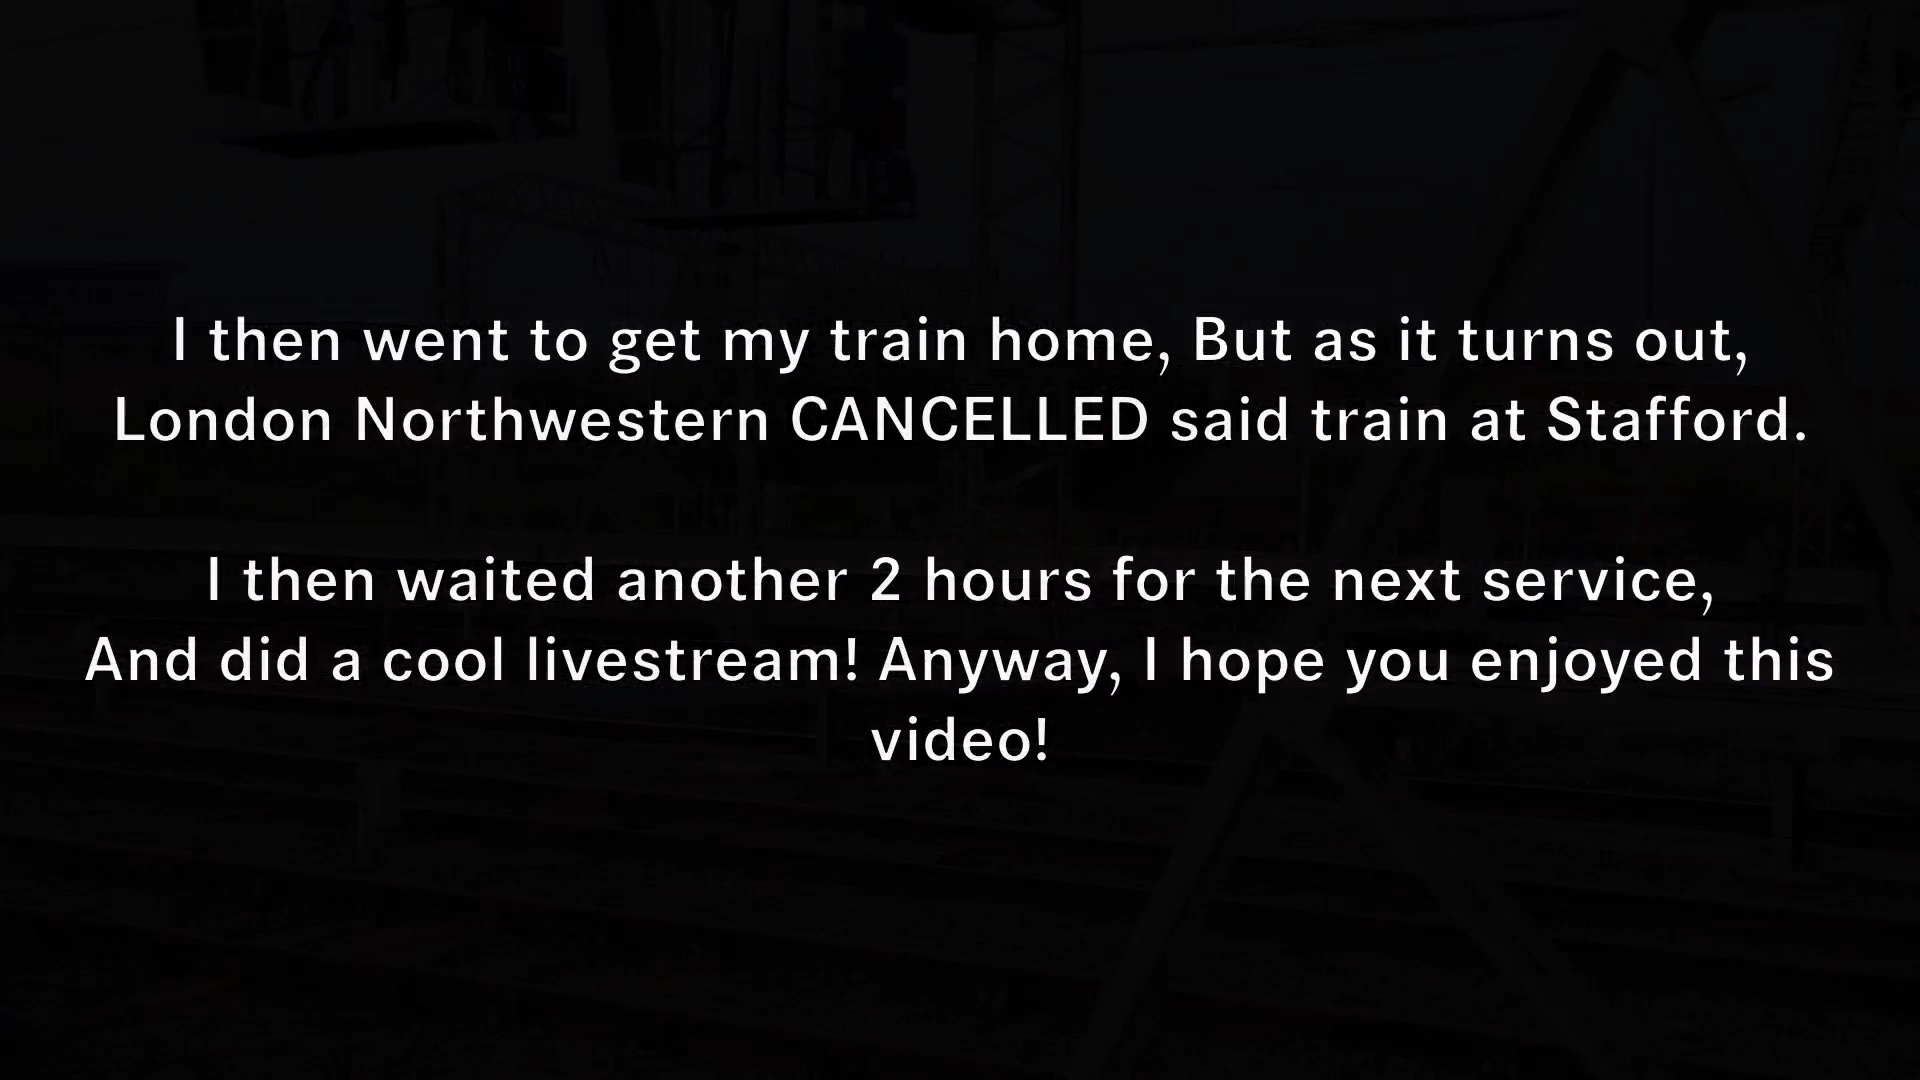 I then went to get my train home, But as it turns out,
London Northwestern CANCELLED said train at Stafford.
I then waited another 2 hours for the next service,
And did a cool livestream! Anyway, I hope you enjoyed this
video!